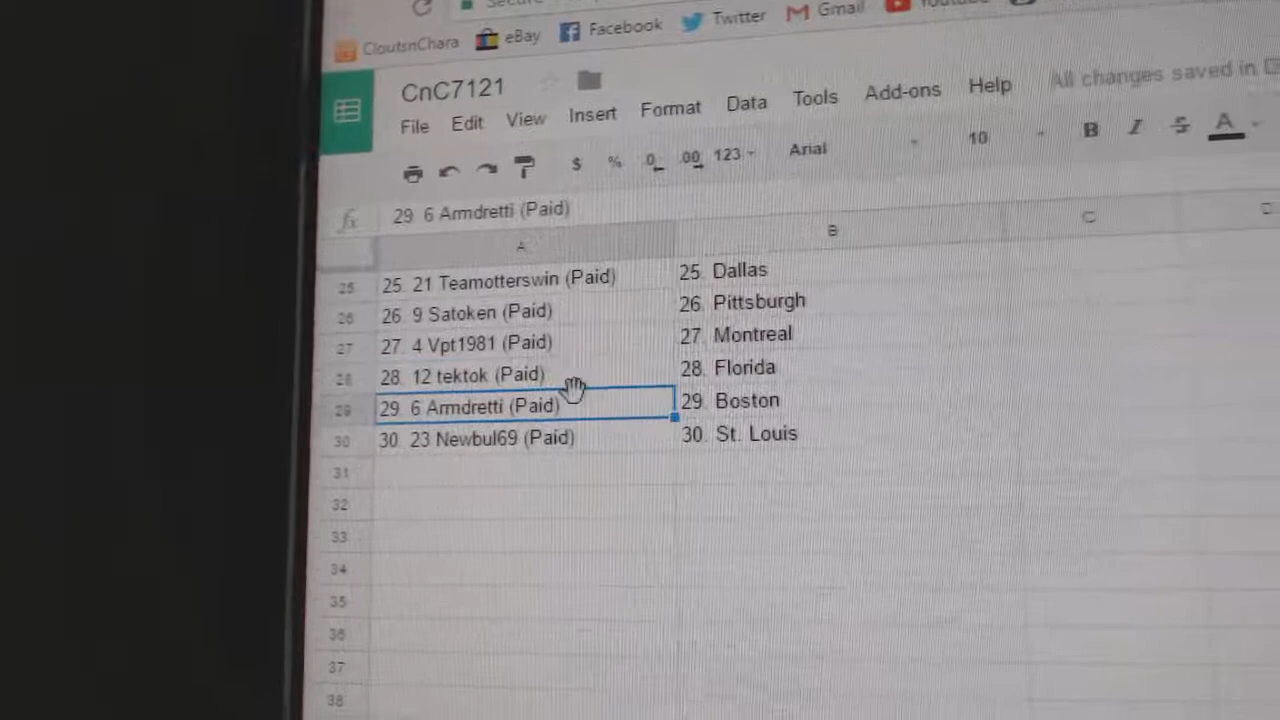 Secure
CloutsnChara eBay Facebook Twitter Gmail
CnC7121
File Edit View Insert Format Data Tools Add-ons Help All changes saved in
$ % .0 .00 123 Arial 10 B I S A
fx 29. 6 Armdretti (Paid)
A B C D
25 25. 21 Teamotterswin (Paid) 25. Dallas
26 26. 9 Satoken (Paid) 26. Pittsburgh
27 27. 4 Vpt1981 (Paid) 27. Montreal
28 28. 12 tektok (Paid) 28. Florida
29 29. 6 Armdretti (Paid) 29. Boston
30 30. 23 Newbul69 (Paid) 30. St. Louis
31
32
33
34
35
36
37
38